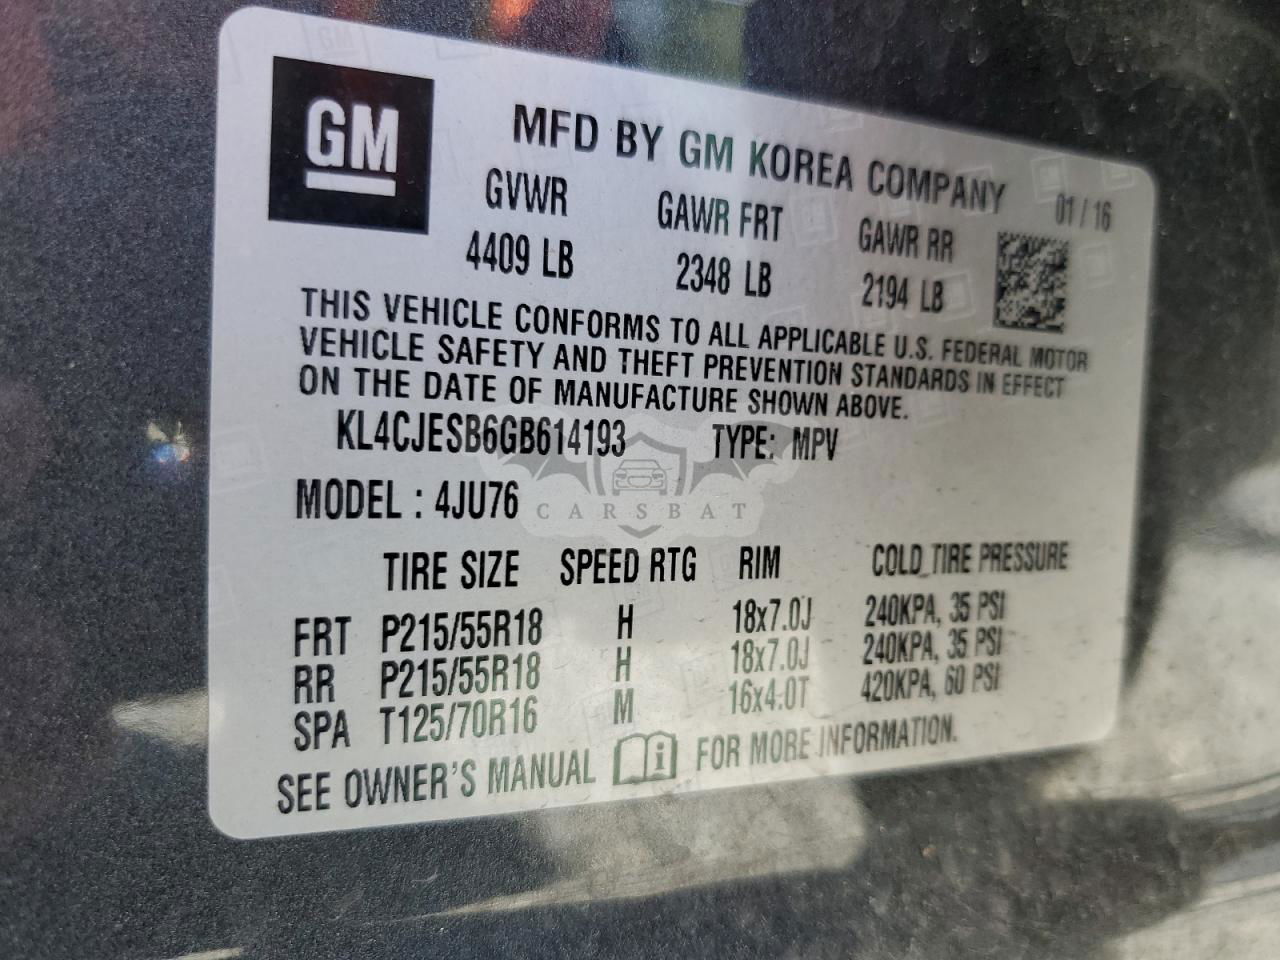 GM
MFD BY GM KOREA COMPANY 01/16
GVWR GAWR FRT GAWR RR
4409 LB 2348 LB 2194 LB
THIS VEHICLE CONFORMS TO ALL APPLICABLE U.S. FEDERAL MOTOR
VEHICLE SAFETY AND THEFT PREVENTION STANDARDS IN EFFECT
ON THE DATE OF MANUFACTURE SHOWN ABOVE.
KL4CJESB6GB614193 TYPE: MPV
MODEL : 4JU76
CARSBAT
TIRE SIZE SPEED RTG RIM COLD TIRE PRESSURE
FRT P215/55R18 H 18x7.0J 240KPA, 35 PSI
RR P215/55R18 H 18x7.0J 240KPA, 35 PSI
SPA T125/70R16 M 16x4.0T 420KPA, 60 PSI
SEE OWNER'S MANUAL i FOR MORE INFORMATION.